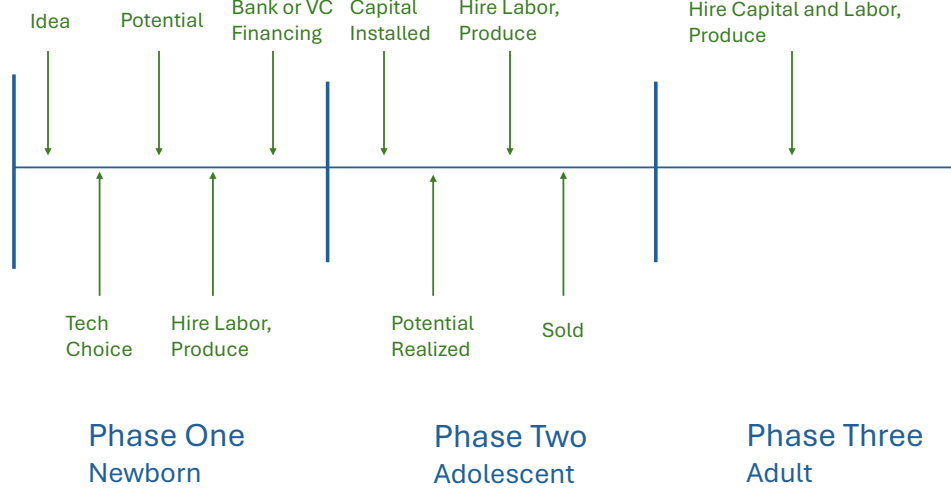 Idea
Potential
Bank or VC
Financing
Capital
Installed
Hire Labor,
Produce
Hire Capital and Labor,
Produce
Tech
Choice
Hire Labor,
Produce
Potential
Realized
Sold
Phase One
Newborn
Phase Two
Adolescent
Phase Three
Adult